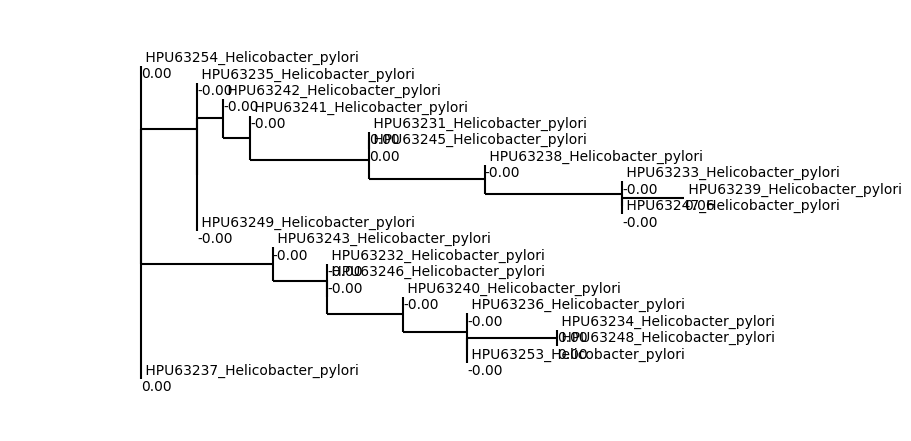 HPU63254_Helicobacter_pylori
0.00
HPU63235_Helicobacter_pylori
-0.00
HPU63242_Helicobacter_pylori
-0.00
HPU63241_Helicobacter_pylori
-0.00
HPU63231_Helicobacter_pylori
0.00
HPU63245_Helicobacter_pylori
0.00
HPU63238_Helicobacter_pylori
-0.00
HPU63233_Helicobacter_pylori
-0.00
HPU63239_Helicobacter_pylori
0.06
HPU63247_Helicobacter_pylori
-0.00
HPU63249_Helicobacter_pylori
-0.00
HPU63243_Helicobacter_pylori
-0.00
HPU63232_Helicobacter_pylori
-0.00
HPU63246_Helicobacter_pylori
-0.00
HPU63240_Helicobacter_pylori
-0.00
HPU63236_Helicobacter_pylori
-0.00
HPU63234_Helicobacter_pylori
0.00
HPU63248_Helicobacter_pylori
0.00
HPU63253_Helicobacter_pylori
-0.00
HPU63237_Helicobacter_pylori
0.00